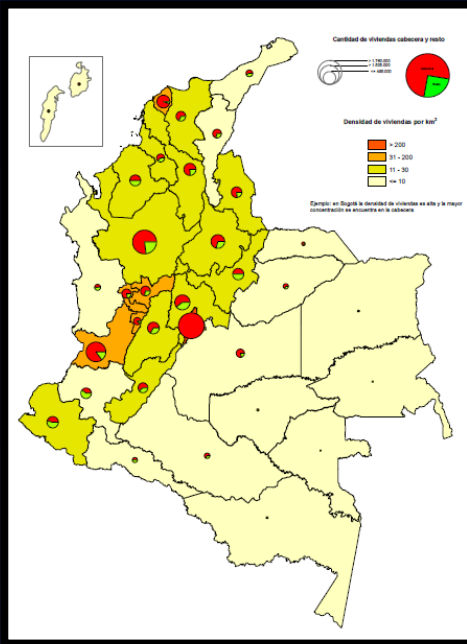 Cantidad de viviendas cabecera y resto
Densidad de viviendas por km²
> 200
31 - 200
11 - 30
<= 10
Ejemplo: en Bogotá la densidad de viviendas es alta y la mayor
concentración se encuentra en la cabecera